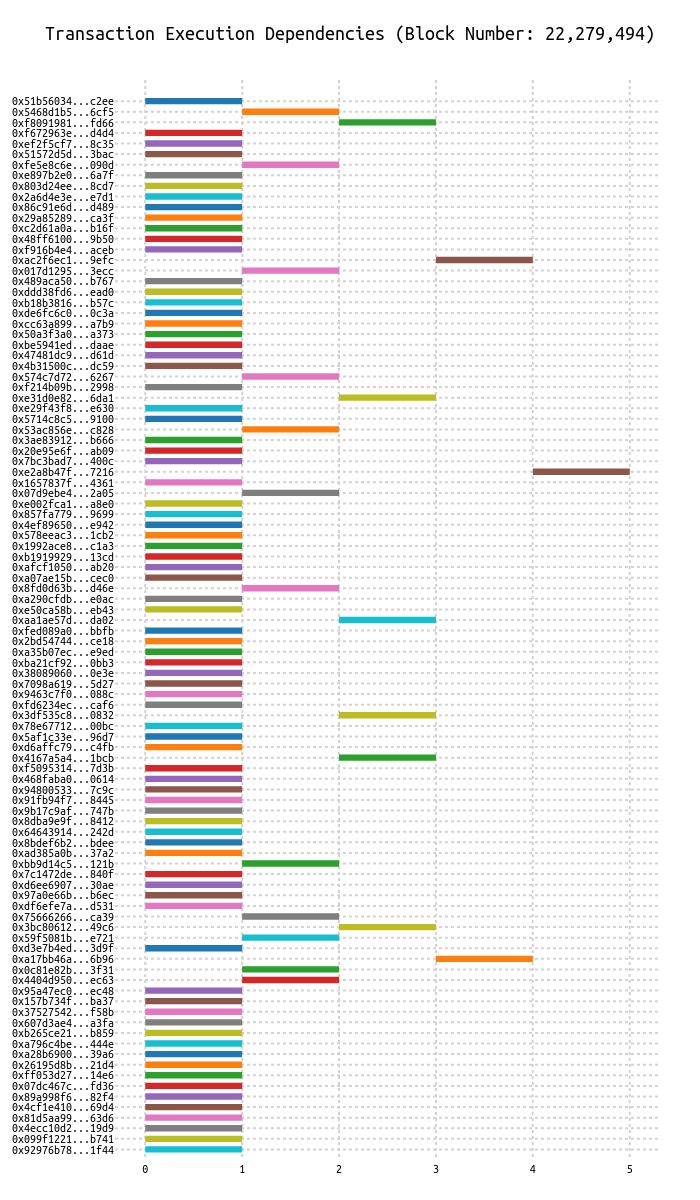 Transaction Execution Dependencies (Block Number: 22,279,494)
0x51b56034...c2ee
0x5468d1b5...6cf5
0xf8091981...fd66
0xf672963e...d4d4
0xef2f5cf7...8c35
0x51572d5d...3bac
0xfe5e8c6e...090d
0xe897b2e0...6a7f
0x803d24ee...8cd7
0x2a6d4e3e...e7d1
0x86c91e6d...d489
0x29a85289...ca3f
0xc2d61a0a...b16f
0x48ff6100...9b50
0xf916b4e4...aceb
0xac2f6ec1...9efc
0x017d1295...3ecc
0x489aca50...b767
0xddd38fd6...ead0
0xb18b3816...b57c
0xde6fc6c0...0c3a
0xcc63a899...a7b9
0x50a3f3a0...a373
0xbe5941ed...daae
0x47481dc9...d61d
0x4b31500c...dc59
0x574c7d72...6267
0xf214b09b...2998
0xe31d0e82...6da1
0xe29f43f8...e630
0x5714c8c5...9100
0x53ac856e...c828
0x3ae83912...b666
0x20e95e6f...ab09
0x7bc3bad7...400c
0xe2a8b47f...7216
0x1657837f...4361
0x07d9ebe4...2a05
0xe002fca1...a8e0
0x857fa779...9699
0x4ef89650...e942
0x578eeac3...1cb2
0x1992ace8...c1a3
0xb1919929...13cd
0xafcf1050...ab20
0xa07ae15b...cec0
0x8fd0d63b...d46e
0xa290cfdb...e0ac
0xe50ca58b...eb43
0xaa1ae57d...da02
0xfed089a0...bbfb
0x2bd54744...ce18
0xa35b07ec...e9ed
0xba21cf92...0bb3
0x38089060...0e3e
0x7098a619...5d27
0x9463c7f0...088c
0xfd6234ec...caf6
0x3df535c8...0832
0x78e67712...00bc
0x5af1c33e...96d7
0xd6affc79...c4fb
0x4167a5a4...1bcb
0xf5095314...7d3b
0x468faba0...0614
0x94800533...7c9c
0x91fb94f7...8445
0x9b17c9af...747b
0x8dba9e9f...8412
0x64643914...242d
0x8bdef6b2...bdee
0xad385a0b...37a2
0xbb9d14c5...121b
0x7c1472de...840f
0xd6ee6907...30ae
0x97a0e66b...b6ec
0xdf6efe7a...d531
0x75666266...ca39
0x3bc80612...49c6
0x59f5081b...e721
0xd3e7b4ed...3d9f
0xa17bb46a...6b96
0x0c81e82b...3f31
0x4404d950...ec63
0x95a47ec0...ec48
0x157b734f...ba37
0x37527542...f58b
0x607d3ae4...a3fa
0xb265ce21...b859
0xa796c4be...444e
0xa28b6900...39a6
0x26195d8b...21d4
0xff053d27...14e6
0x07dc467c...fd36
0x89a998f6...82f4
0x4cf1e410...69d4
0x81d5aa99...63d6
0x4ecc10d2...19d9
0x099f1221...b741
0x92976b78...1f44
0 1 2 3 4 5